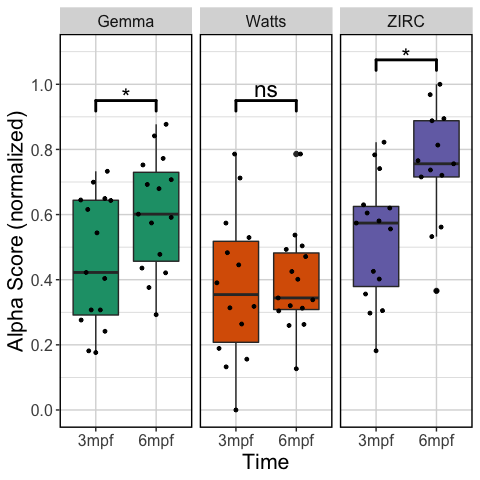 Gemma Watts ZIRC
* ns *
Alpha Score (normalized)
1.0
0.8
0.6
0.4
0.2
0.0
3mpf 6mpf 3mpf 6mpf 3mpf 6mpf
Time